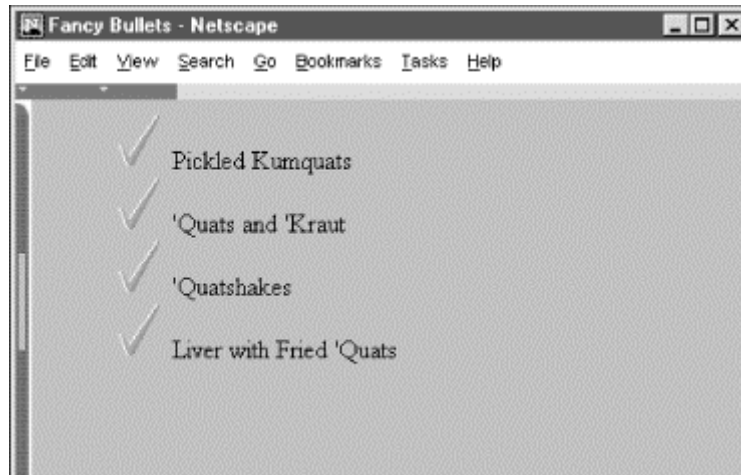 Fancy Bullets - Netscape
File Edit View Search Go Bookmarks Tasks Help
Pickled Kumquats
'Quats and 'Kraut
'Quatshakes
Liver with Fried 'Quats